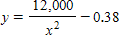 y = 12,000 / x² − 0.38